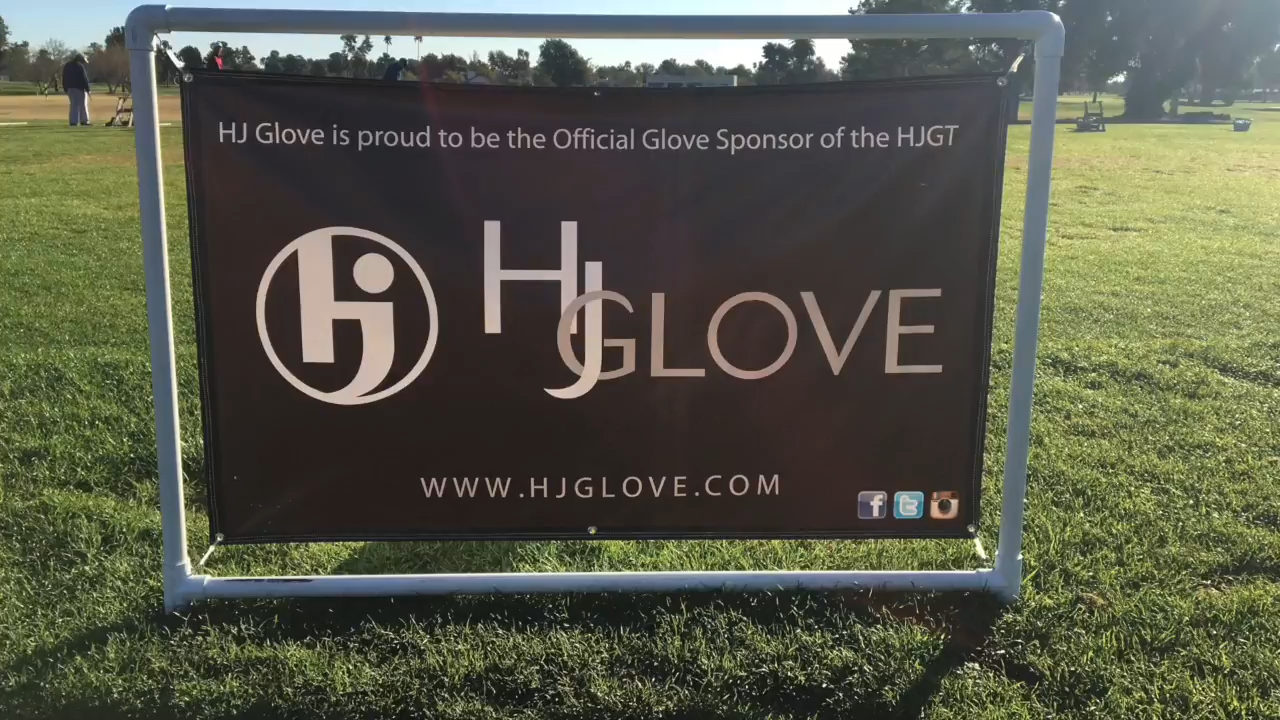 HJ Glove is proud to be the Official Glove Sponsor of the HJGT
hj
HJ GLOVE
WWW.HJGLOVE.COM